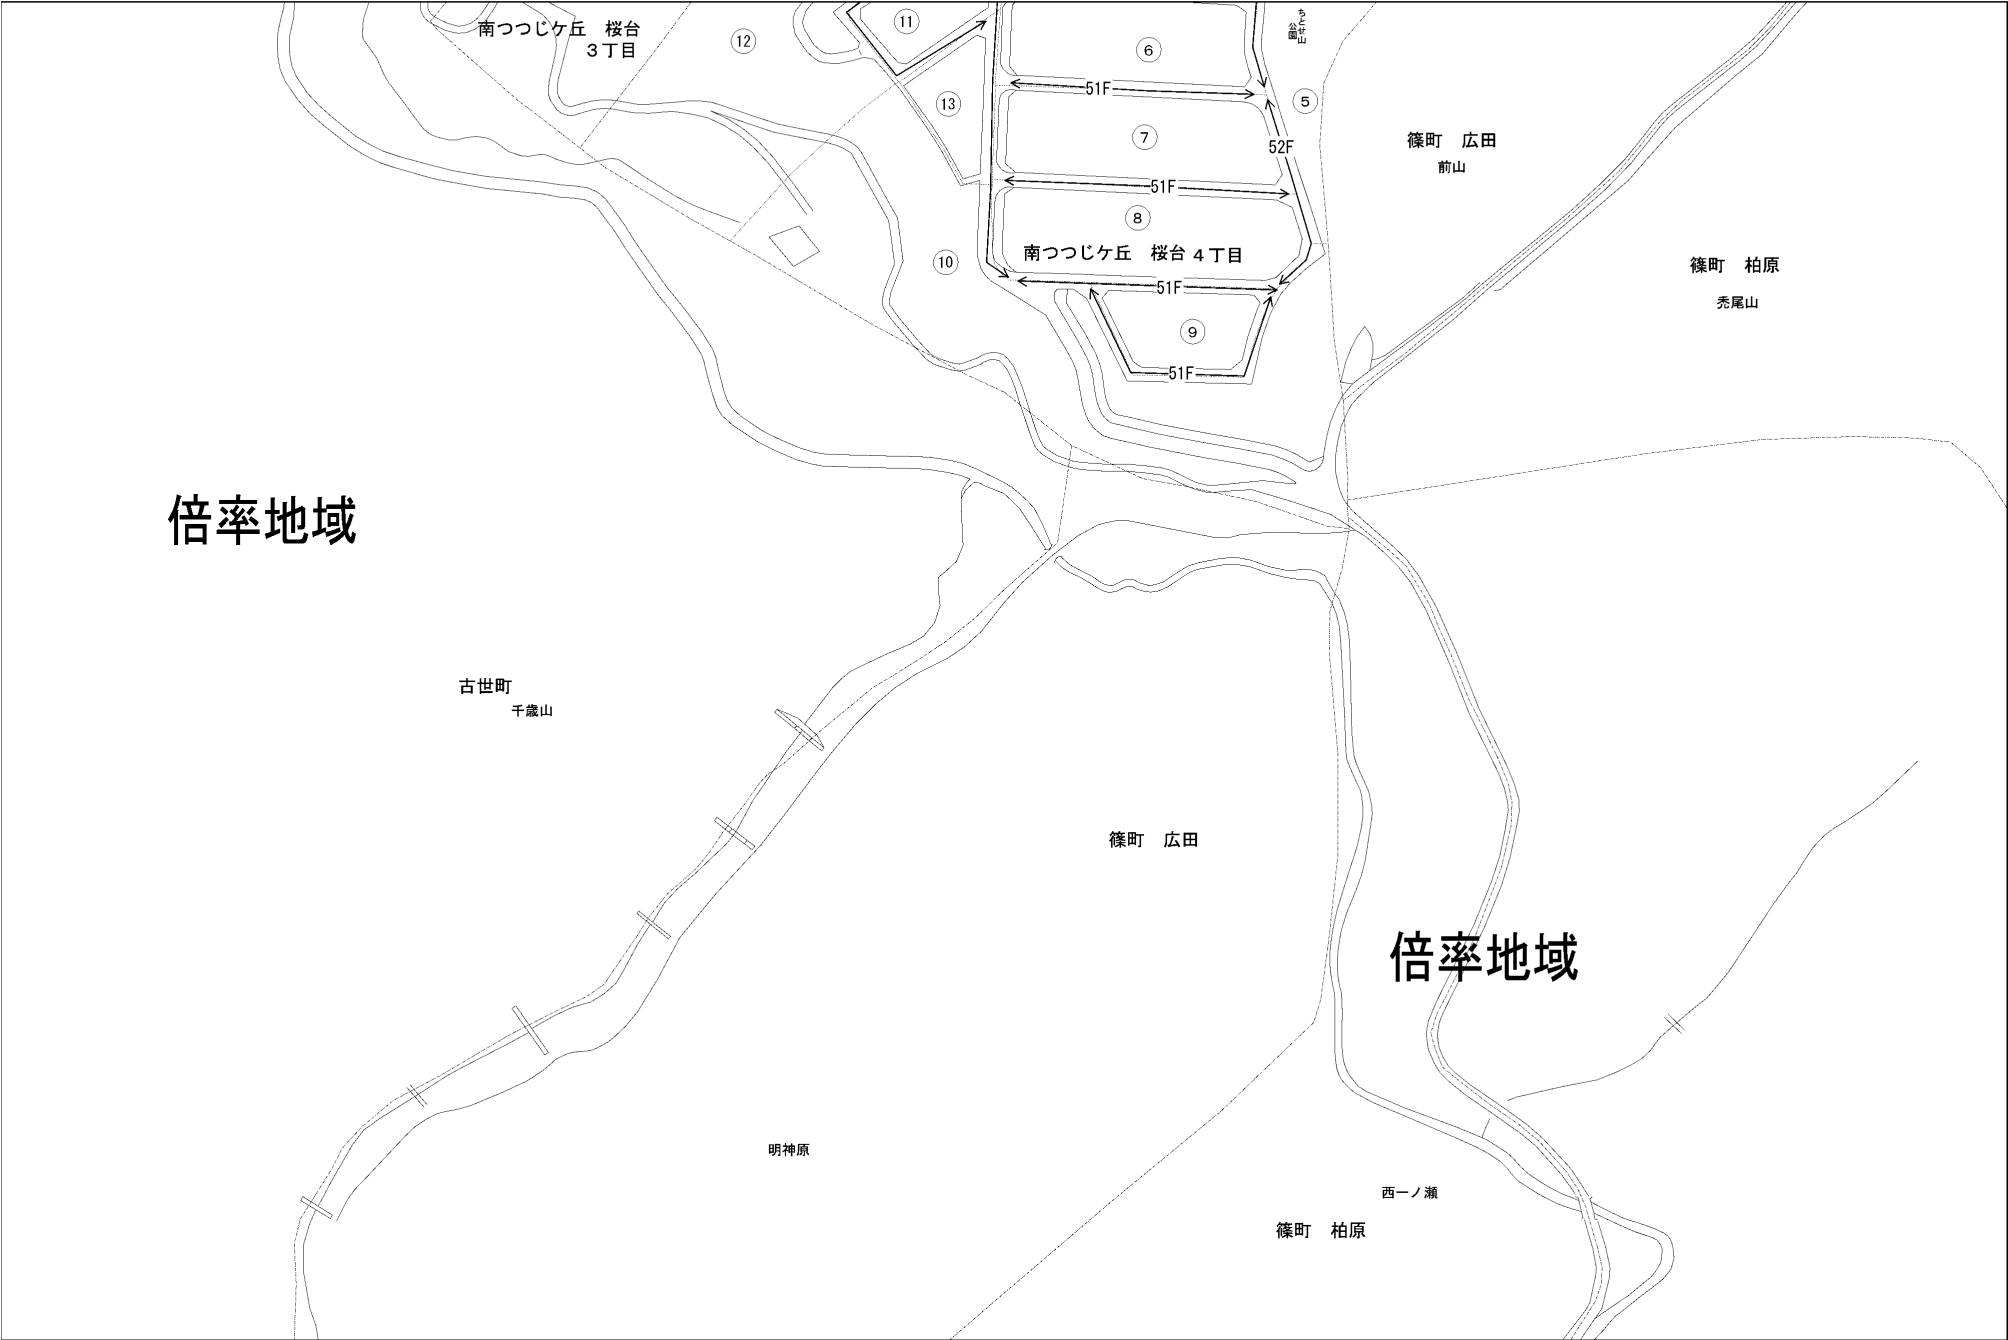 南つつじケ丘　桜台
３丁目
⑫
⑪
⑥
ちとせ山
公園
51F
⑤
⑬
⑦
52F
篠町　広田
前山
51F
⑧
南つつじケ丘　桜台 ４丁目
⑩
篠町　柏原
51F
禿尾山
⑨
51F
倍率地域
古世町
千歳山
篠町　広田
倍率地域
明神原
西一ノ瀬
篠町　柏原